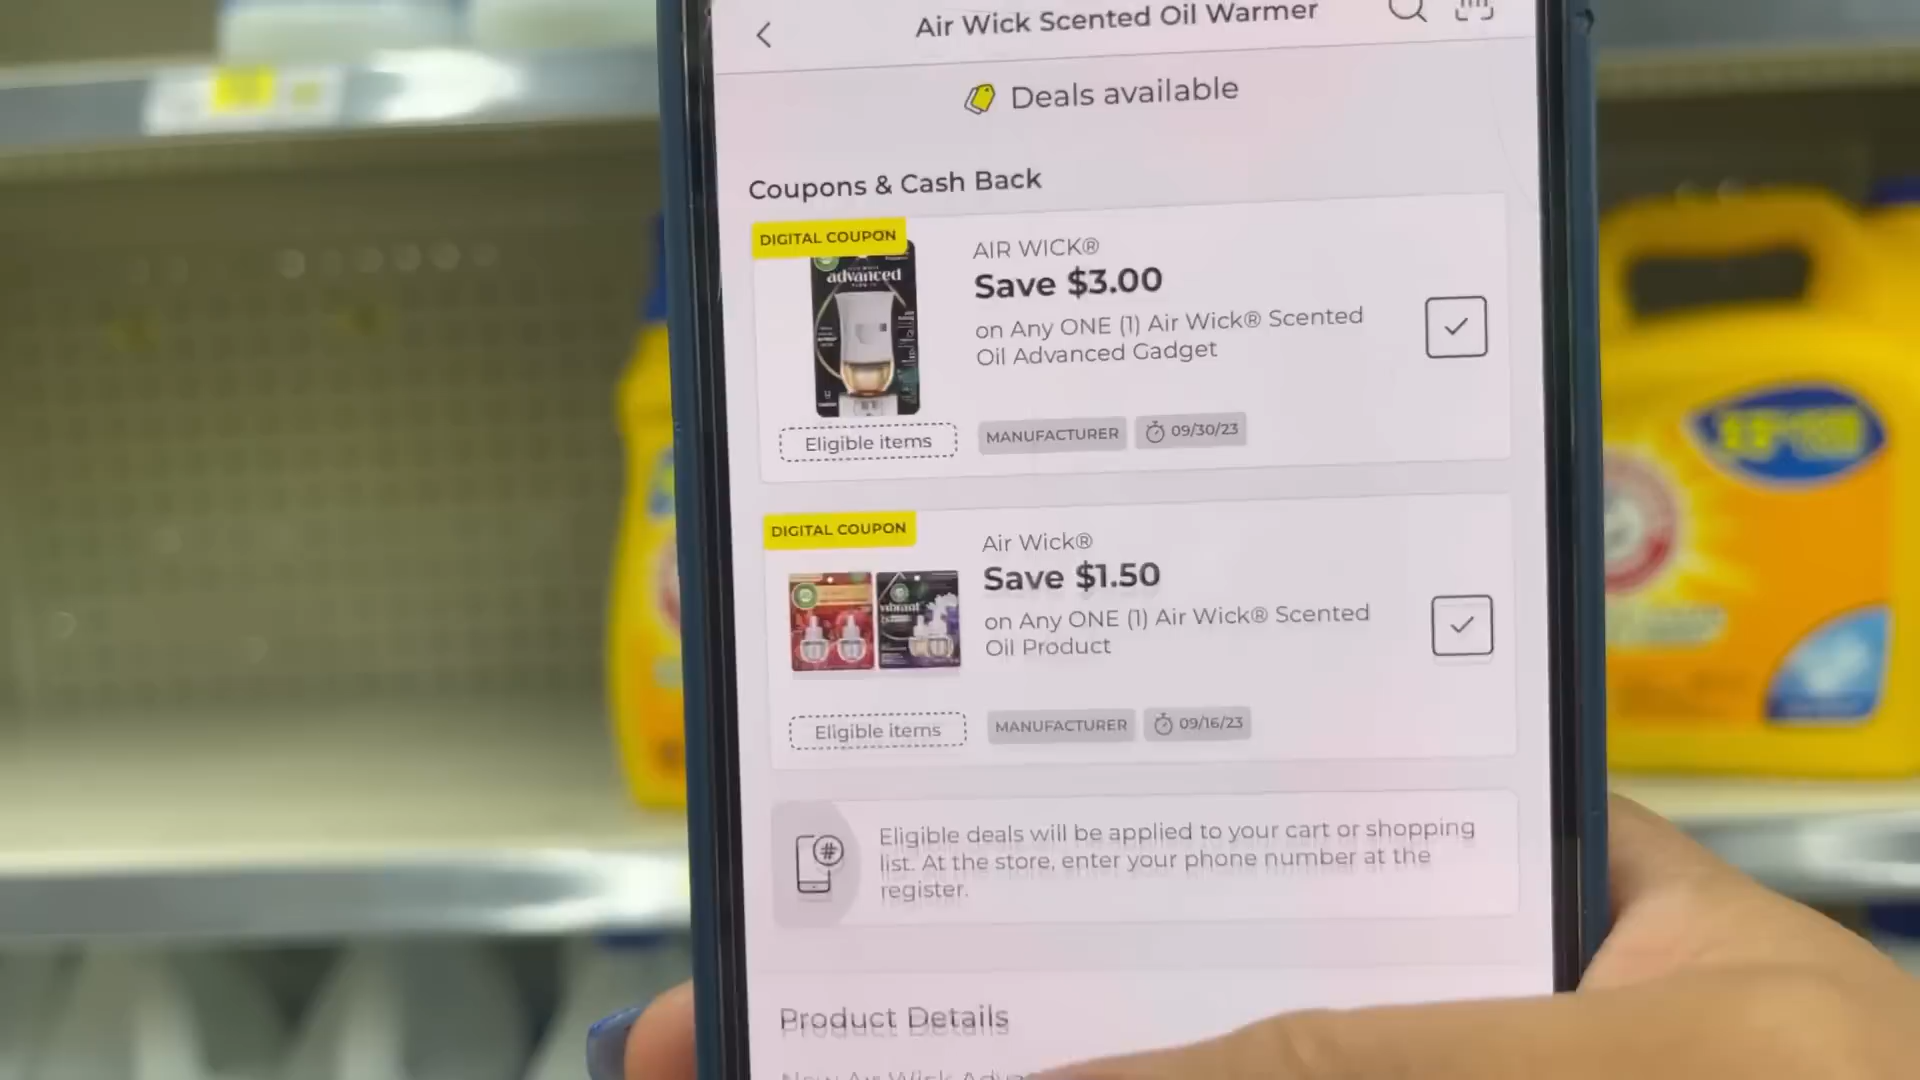 Air Wick Scented Oil Warmer
Deals available
Coupons & Cash Back
DIGITAL COUPON
advanced
AIR WICK®
Save $3.00
on Any ONE (1) Air Wick® Scented
Oil Advanced Gadget
Eligible items
MANUFACTURER
09/30/23
DIGITAL COUPON
vibrant
Air Wick®
Save $1.50
on Any ONE (1) Air Wick® Scented
Oil Product
Eligible items
MANUFACTURER
09/16/23
#
Eligible deals will be applied to your cart or shopping
list. At the store, enter your phone number at the
register.
Product Details